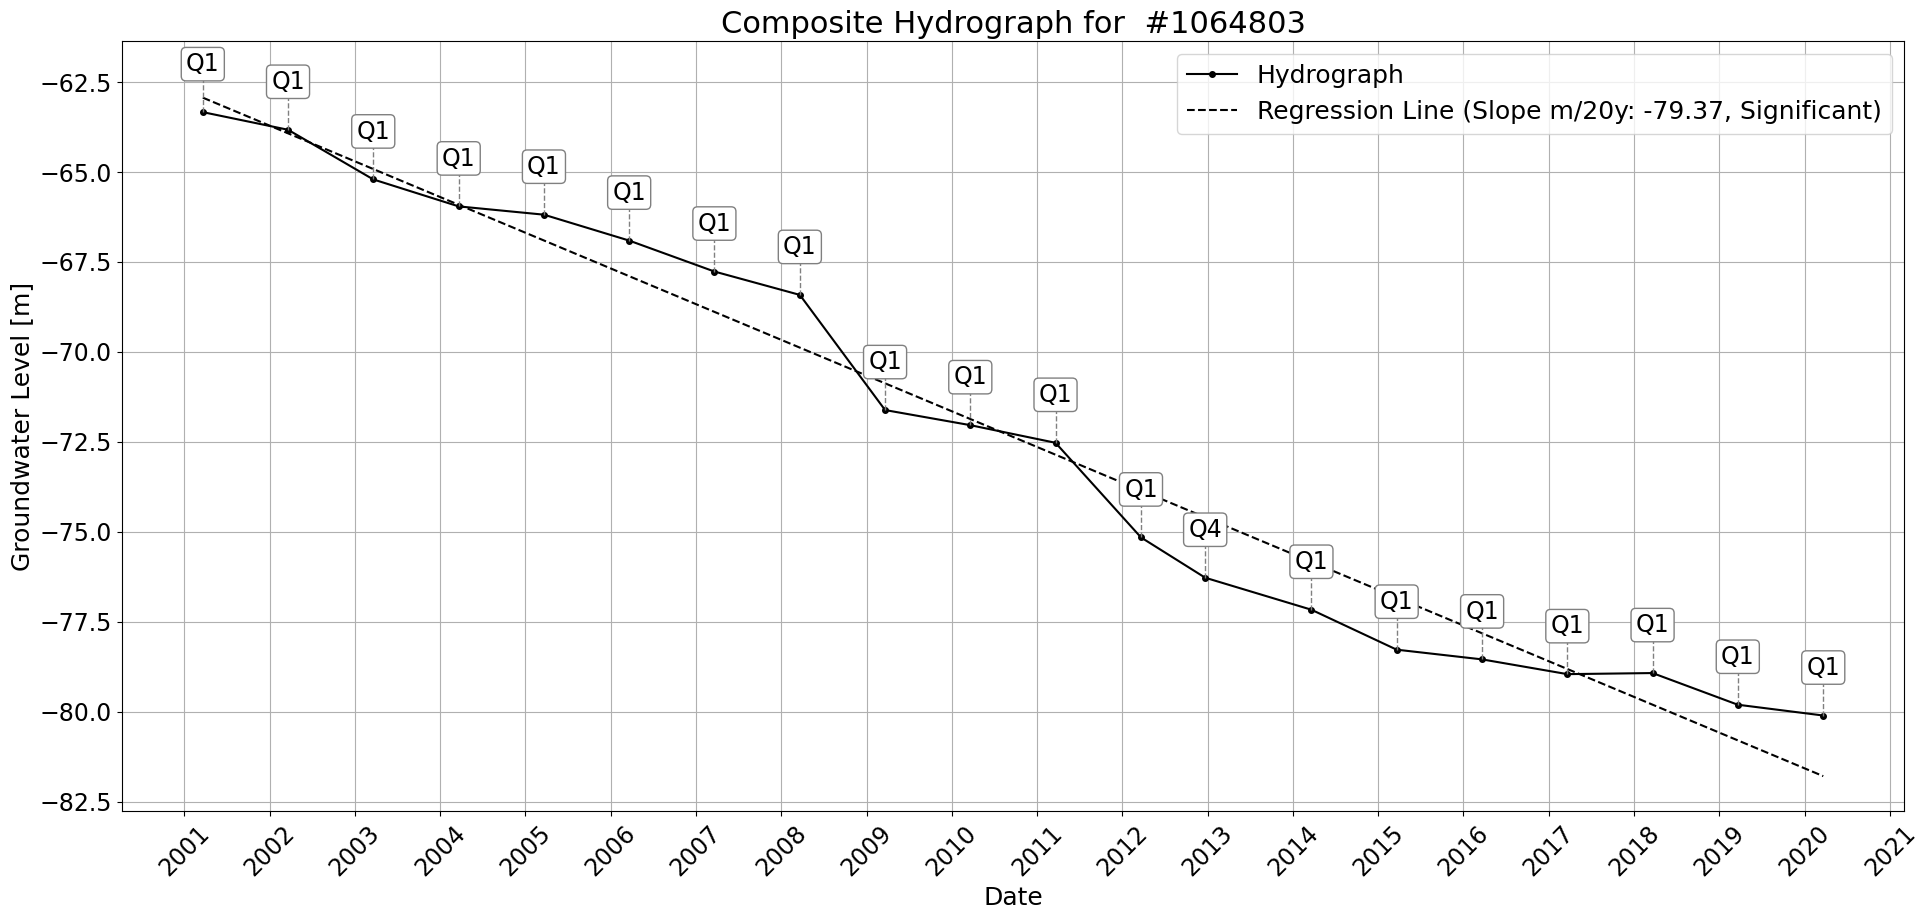 Composite Hydrograph for  #1064803
Hydrograph
Regression Line (Slope m/20y: -79.37, Significant)
Groundwater Level [m]
−62.5
−65.0
−67.5
−70.0
−72.5
−75.0
−77.5
−80.0
−82.5
Q1
Q1
Q1
Q1
Q1
Q1
Q1
Q1
Q1
Q1
Q1
Q1
Q4
Q1
Q1
Q1
Q1
Q1
Q1
Q1
2001
2002
2003
2004
2005
2006
2007
2008
2009
2010
2011
2012
2013
2014
2015
2016
2017
2018
2019
2020
2021
Date